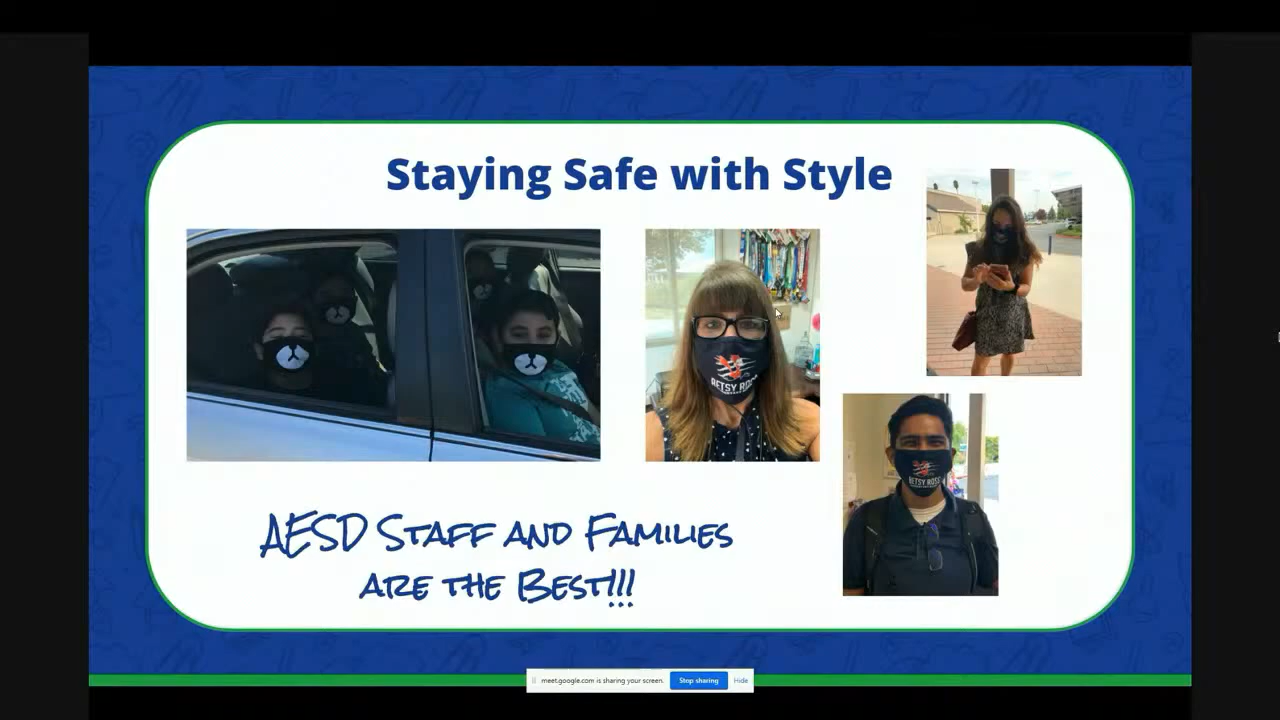 Staying Safe with Style
BETSY ROSS
BETSY ROSS
AESD Staff and Families
are the Best!!!
meet.google.com is sharing your screen.
Stop sharing
Hide